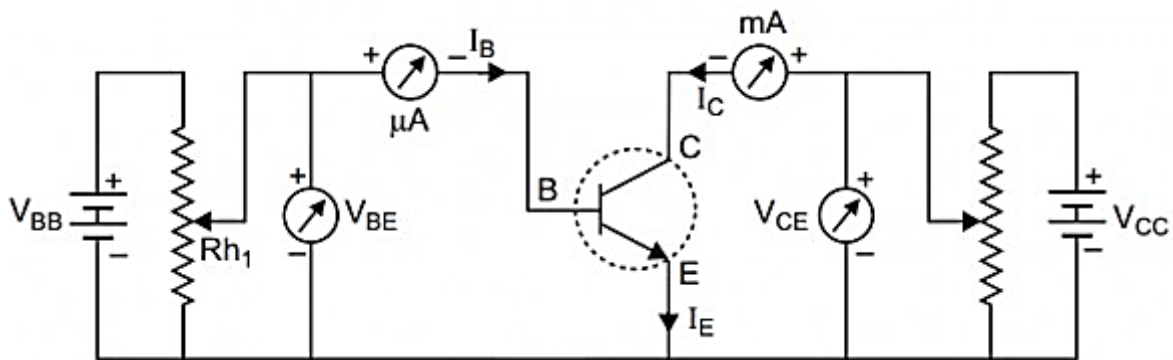 mA
+ − I_B
− +
μA
I_C
C
B
+
V_BB
−
Rh₁
+
V_BE
−
E
I_E
+
V_CE
−
+
V_CC
−